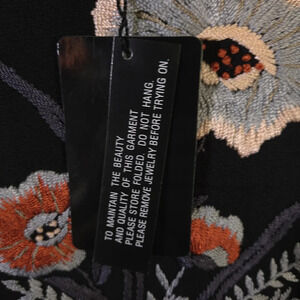 TO MAINTAIN THE BEAUTY
AND QUALITY OF THIS GARMENT
PLEASE STORE FOLDED. DO NOT HANG.
PLEASE REMOVE JEWELRY BEFORE TRYING ON.